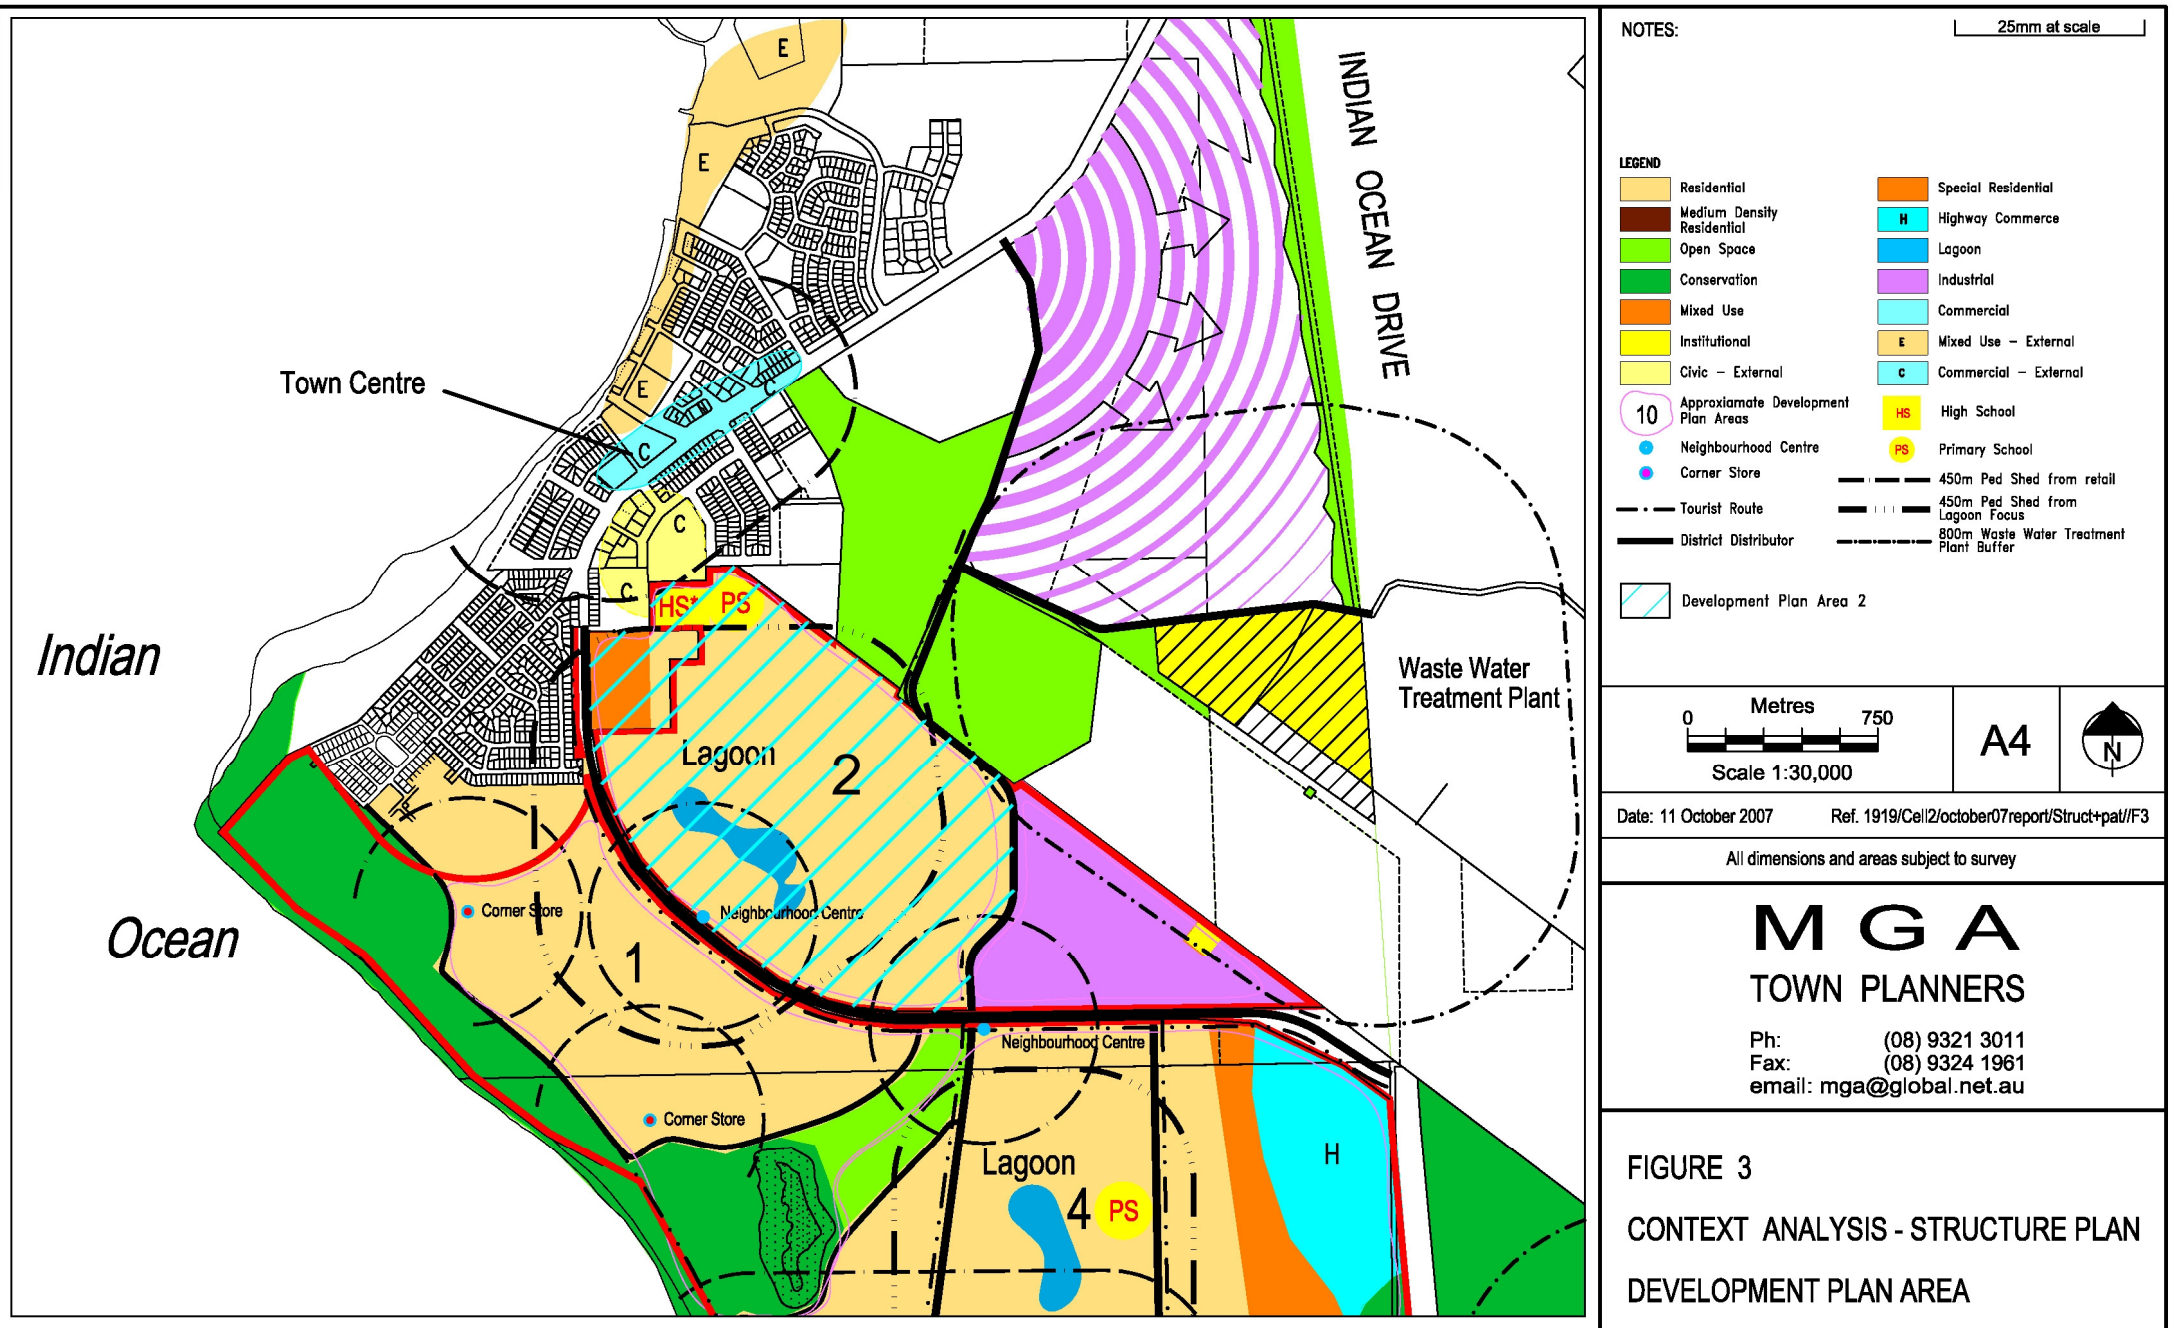 E
E
INDIAN OCEAN DRIVE
Town Centre
E
C
C
C
C
HS*
PS
Indian
Ocean
Waste Water
Treatment Plant
Lagoon
2
Corner Store
Neighbourhood Centre
1
Neighbourhood Centre
Corner Store
Lagoon
4
PS
H
NOTES:
25mm at scale
LEGEND
Residential
Medium Density
Residential
Open Space
Conservation
Mixed Use
Institutional
Civic - External
10
Approxiamate Development
Plan Areas
Neighbourhood Centre
Corner Store
Tourist Route
District Distributor
Development Plan Area 2
Special Residential
H Highway Commerce
Lagoon
Industrial
Commercial
E Mixed Use - External
C Commercial - External
HS High School
PS Primary School
450m Ped Shed from retail
450m Ped Shed from
Lagoon Focus
800m Waste Water Treatment
Plant Buffer
Metres
0 750
Scale 1:30,000
A4
N
Date: 11 October 2007 Ref. 1919/Cell2/october07report/Struct+pat//F3
All dimensions and areas subject to survey
MGA
TOWN PLANNERS
Ph: (08) 9321 3011
Fax: (08) 9324 1961
email: mga@global.net.au
FIGURE 3
CONTEXT ANALYSIS - STRUCTURE PLAN
DEVELOPMENT PLAN AREA